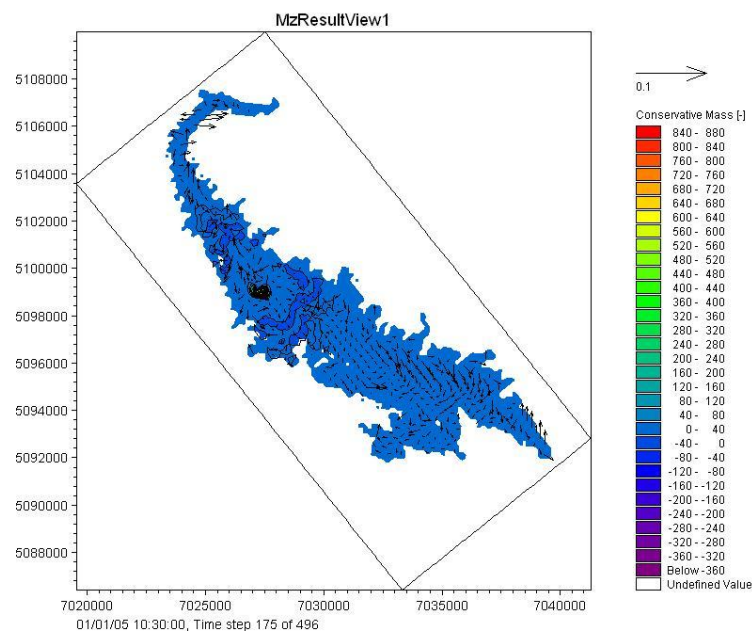 MzResultView1
5108000
5106000
5104000
5102000
5100000
5098000
5096000
5094000
5092000
5090000
5088000
7020000 7025000 7030000 7035000 7040000
01/01/05 10:30:00, Time step 175 of 496
0.1
Conservative Mass [-]
840 - 880
800 - 840
760 - 800
720 - 760
680 - 720
640 - 680
600 - 640
560 - 600
520 - 560
480 - 520
440 - 480
400 - 440
360 - 400
320 - 360
280 - 320
240 - 280
200 - 240
160 - 200
120 - 160
80 - 120
40 - 80
0 - 40
-40 - 0
-80 - -40
-120 - -80
-160 - -120
-200 - -160
-240 - -200
-280 - -240
-320 - -280
-360 - -320
Below -360
Undefined Value